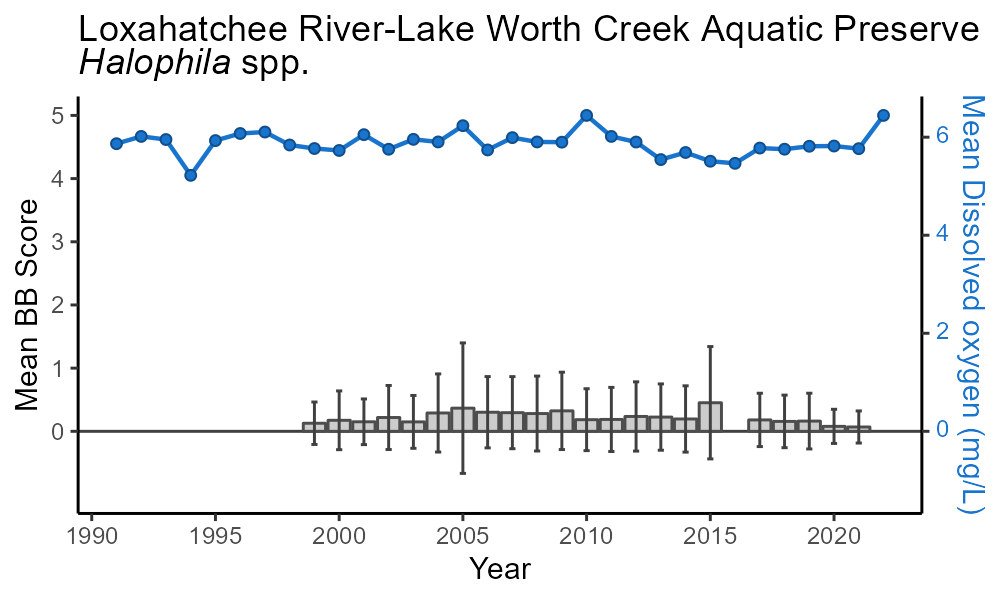 Loxahatchee River-Lake Worth Creek Aquatic Preserve
Halophila spp.
5
4
3
2
1
0
Mean BB Score
6
4
2
0
Mean Dissolved oxygen (mg/L)
1990 1995 2000 2005 2010 2015 2020
Year